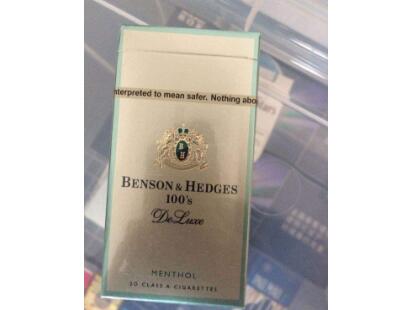 nterpreted to mean safer. Nothing abo
BENSON & HEDGES
100's
DeLuxe
MENTHOL
20 CLASS A CIGARETTES